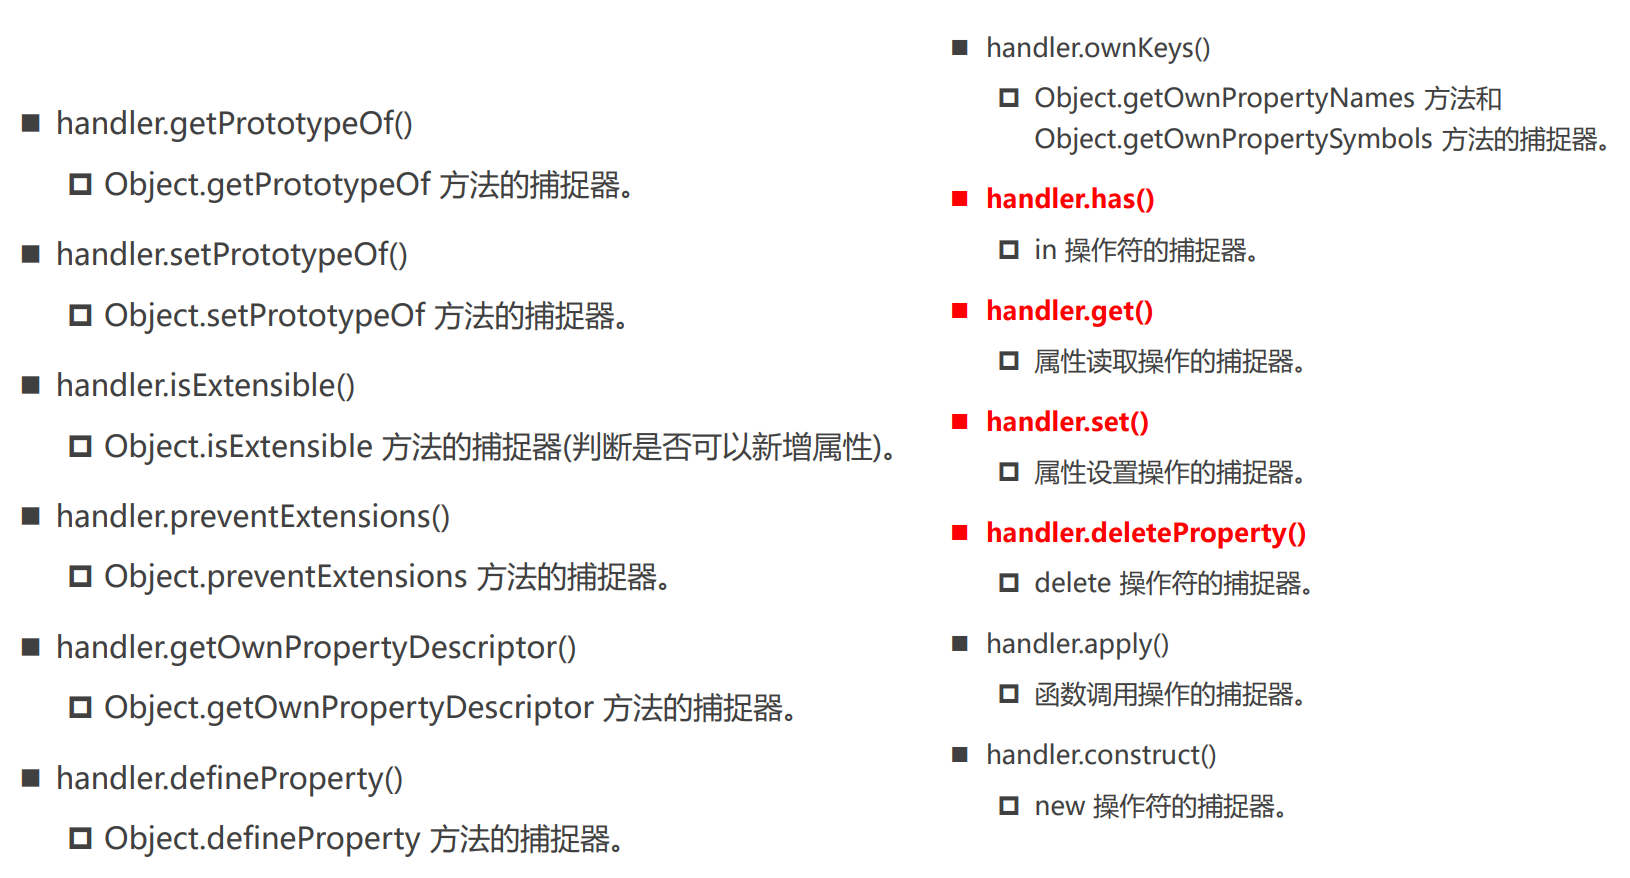 handler.getPrototypeOf()
Object.getPrototypeOf 方法的捕捉器。
handler.setPrototypeOf()
Object.setPrototypeOf 方法的捕捉器。
handler.isExtensible()
Object.isExtensible 方法的捕捉器(判断是否可以新增属性)。
handler.preventExtensions()
Object.preventExtensions 方法的捕捉器。
handler.getOwnPropertyDescriptor()
Object.getOwnPropertyDescriptor 方法的捕捉器。
handler.defineProperty()
Object.defineProperty 方法的捕捉器。
handler.ownKeys()
Object.getOwnPropertyNames 方法和
Object.getOwnPropertySymbols 方法的捕捉器。
handler.has()
in 操作符的捕捉器。
handler.get()
属性读取操作的捕捉器。
handler.set()
属性设置操作的捕捉器。
handler.deleteProperty()
delete 操作符的捕捉器。
handler.apply()
函数调用操作的捕捉器。
handler.construct()
new 操作符的捕捉器。